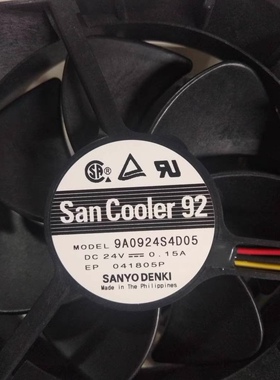 San Cooler 92
MODEL 9A0924S4D05
DC 24V⎓0.15A
EP 041805P
SANYO DENKI
Made in The Philippines